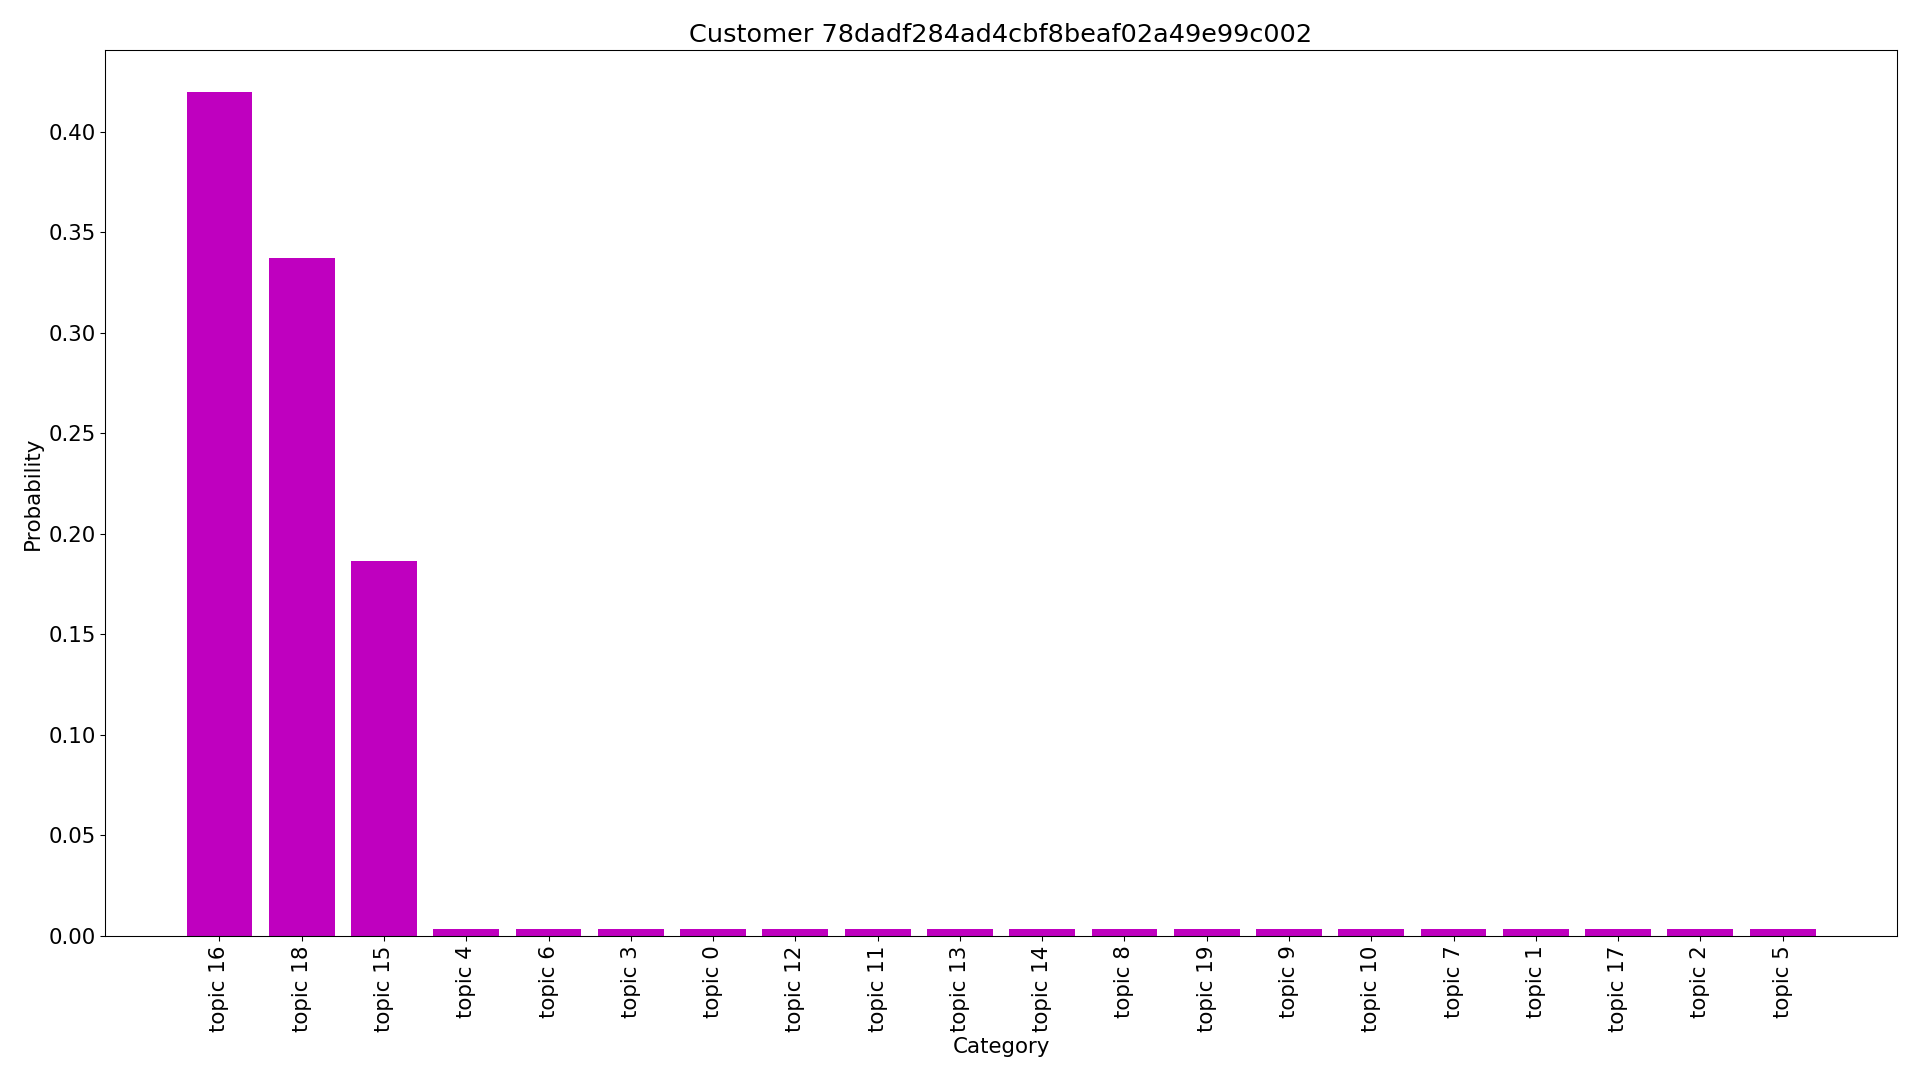 Customer 78dadf284ad4cbf8beaf02a49e99c002
0.40
0.35
0.30
0.25
0.20
0.15
0.10
0.05
0.00
Probability
topic 16
topic 18
topic 15
topic 4
topic 6
topic 3
topic 0
topic 12
topic 11
topic 13
topic 14
topic 8
topic 19
topic 9
topic 10
topic 7
topic 1
topic 17
topic 2
topic 5
Category